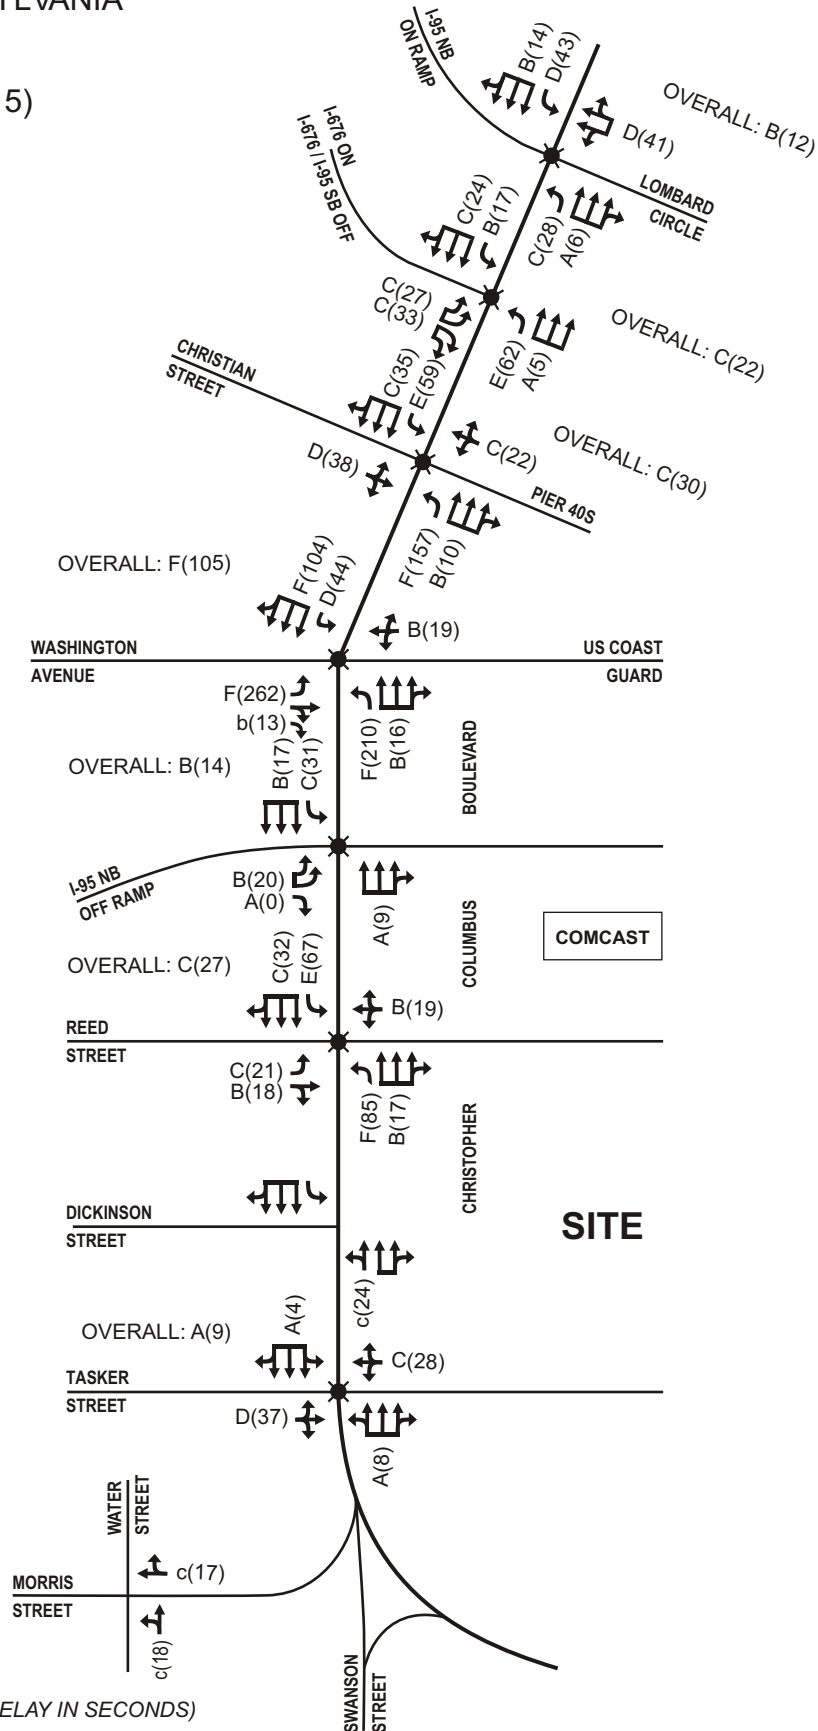 5)
I-95 NB
ON RAMP
B(14)
D(43)
OVERALL: B(12)
D(41)
I-676 ON
I-676 / I-95 SB OFF
LOMBARD
CIRCLE
C(24)
B(17)
C(28)
A(6)
C(27)
C(33)
OVERALL: C(22)
E(62)
A(5)
CHRISTIAN
STREET
C(35)
E(59)
OVERALL: C(30)
C(22)
D(38)
PIER 40S
F(157)
B(10)
OVERALL: F(105)
F(104)
D(44)
B(19)
WASHINGTON
AVENUE
US COAST
GUARD
F(262)
b(13)
F(210)
B(16)
BOULEVARD
OVERALL: B(14)
B(17)
C(31)
I-95 NB
OFF RAMP
B(20)
A(0)
A(9)
COLUMBUS
COMCAST
OVERALL: C(27)
C(32)
E(67)
B(19)
REED
STREET
C(21)
B(18)
F(85)
B(17)
CHRISTOPHER
DICKINSON
STREET
SITE
c(24)
OVERALL: A(9)
A(4)
C(28)
TASKER
STREET
D(37)
A(8)
WATER
STREET
c(17)
MORRIS
STREET
c(18)
SWANSON
STREET
ELAY IN SECONDS)